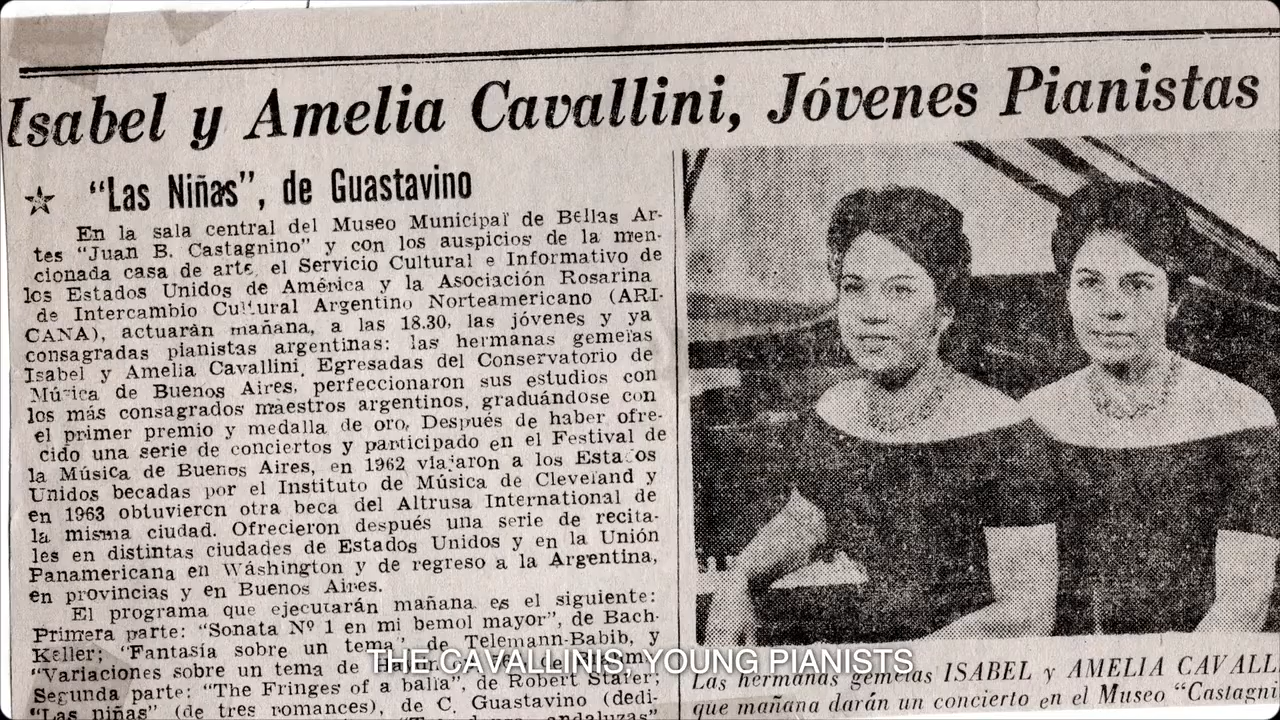 Isabel y Amelia Cavallini, Jóvenes Pianistas
"Las Niñas", de Guastavino
En la sala central del Museo Municipal de Bellas Ar-
tes "Juan B. Castagnino" y con los auspicios de la men-
cionada casa de arte, el Servicio Cultural e Informativo de
los Estados Unidos de América y la Asociación Rosarina
de Intercambio Cultural Argentino Norteamericano (ARI-
CANA), actuarán mañana, a las 18.30, las jóvenes y ya
consagradas pianistas argentinas: las hermanas gemelas
Isabel y Amelia Cavallini. Egresadas del Conservatorio de
Música de Buenos Aires, perfeccionaron sus estudios con
los más consagrados maestros argentinos, graduándose con
el primer premio y medalla de oro. Después de haber ofre-
cido una serie de conciertos y participado en el Festival de
la Música de Buenos Aires, en 1962 viajaron a los Estados
Unidos becadas por el Instituto de Música de Cleveland y
en 1963 obtuvieron otra beca del Altrusa International de
la misma ciudad. Ofrecieron después una serie de recita-
les en distintas ciudades de Estados Unidos y en la Unión
Panamericana en Wáshington y de regreso a la Argentina,
en provincias y en Buenos Aires.
El programa que ejecutarán mañana es el siguiente:
Primera parte: "Sonata Nº 1 en mi bemol mayor", de Bach-
Keller; "Fantasía sobre un tema", de Telemann-Babib, y
"Variaciones sobre un tema de
Segunda parte: "The Fringes of a balla", de Robert Stafer;
"Las niñas" (de tres romances), de C. Guastavino (dedi-
andaluzas"
Las hermanas gemelas ISABEL y AMELIA CAVALL
que mañana darán un concierto en el Museo "Castagni
THE CAVALLINIS, YOUNG PIANISTS